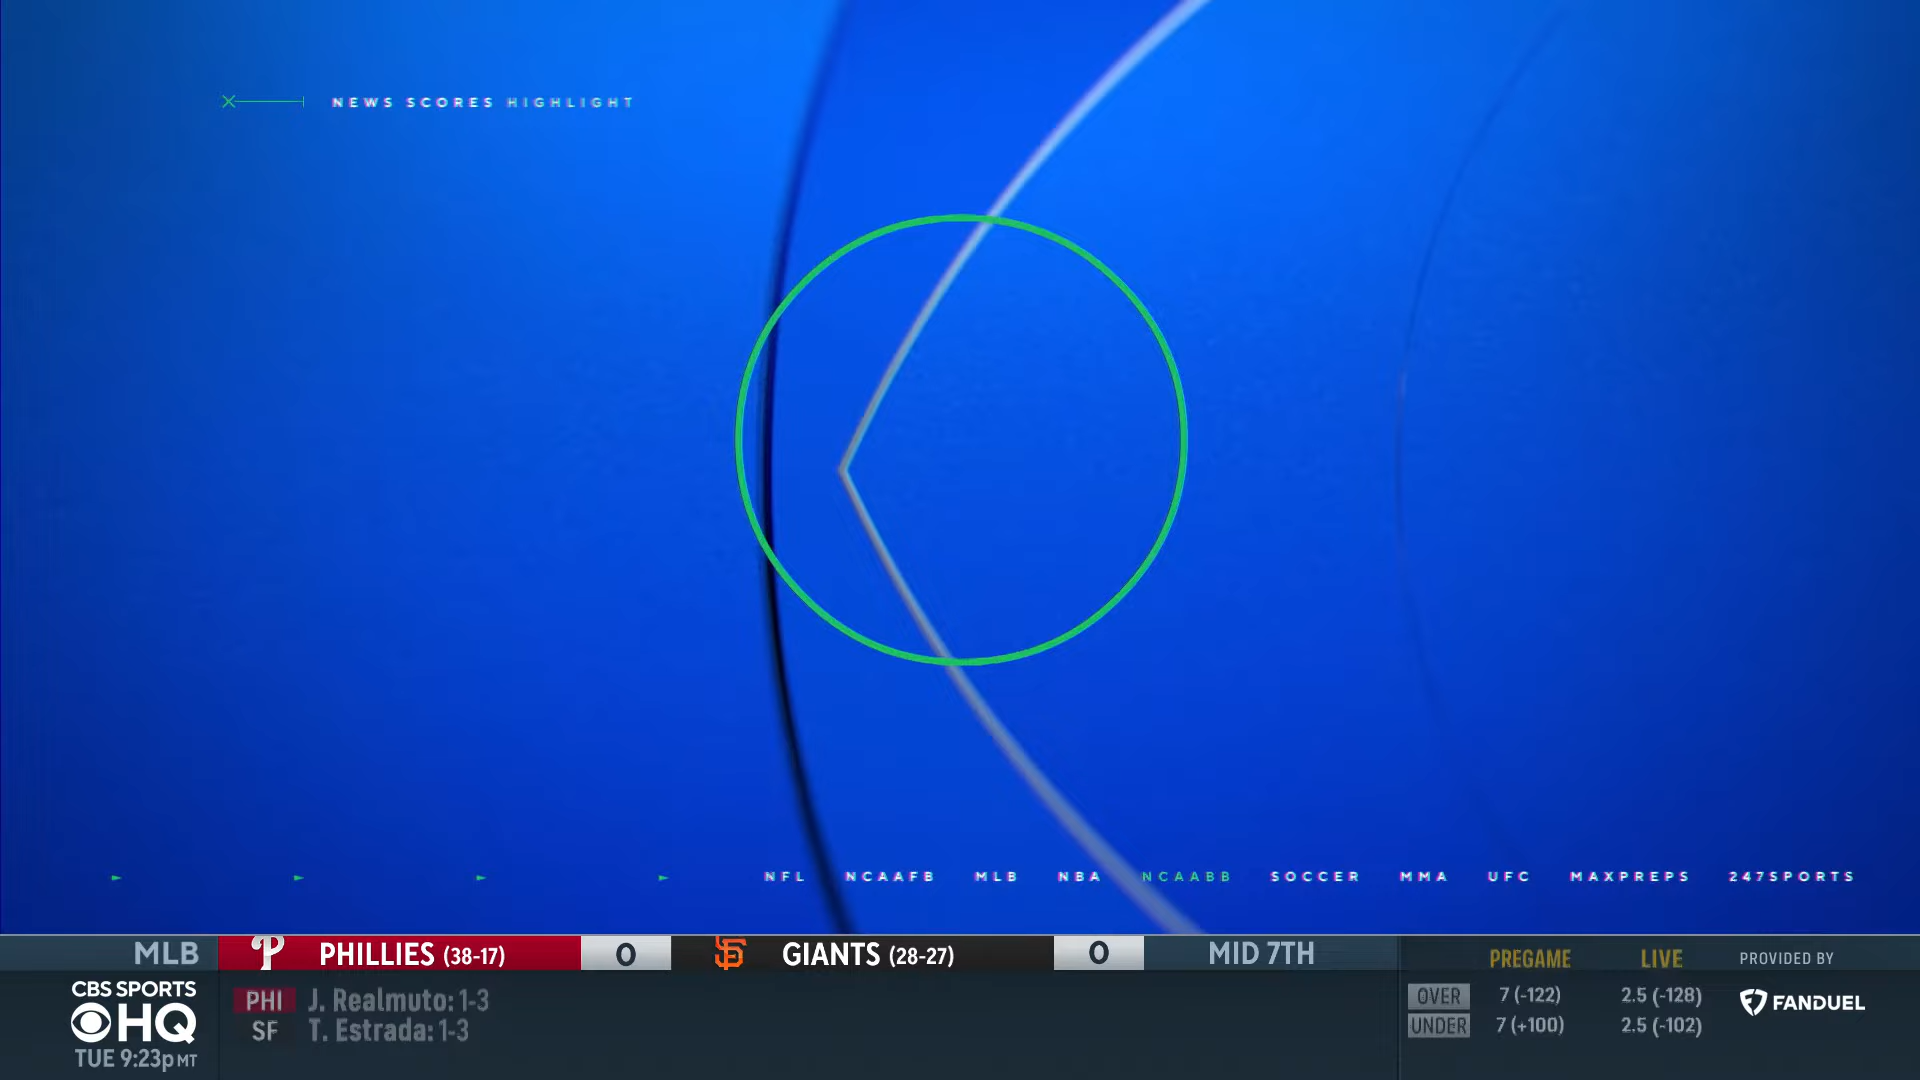 NEWS SCORES HIGHLIGHT
NFL NCAAFB MLB NBA NCAABB SOCCER MMA UFC MAXPREPS 247SPORTS
MLB PHILLIES (38-17) 0 SF GIANTS (28-27) 0 MID 7TH
PREGAME LIVE PROVIDED BY
CBS SPORTS HQ
TUE 9:23p MT
PHI J. Realmuto: 1-3
SF T. Estrada: 1-3
OVER 7 (-122) 2.5 (-128)
UNDER 7 (+100) 2.5 (-102)
FANDUEL